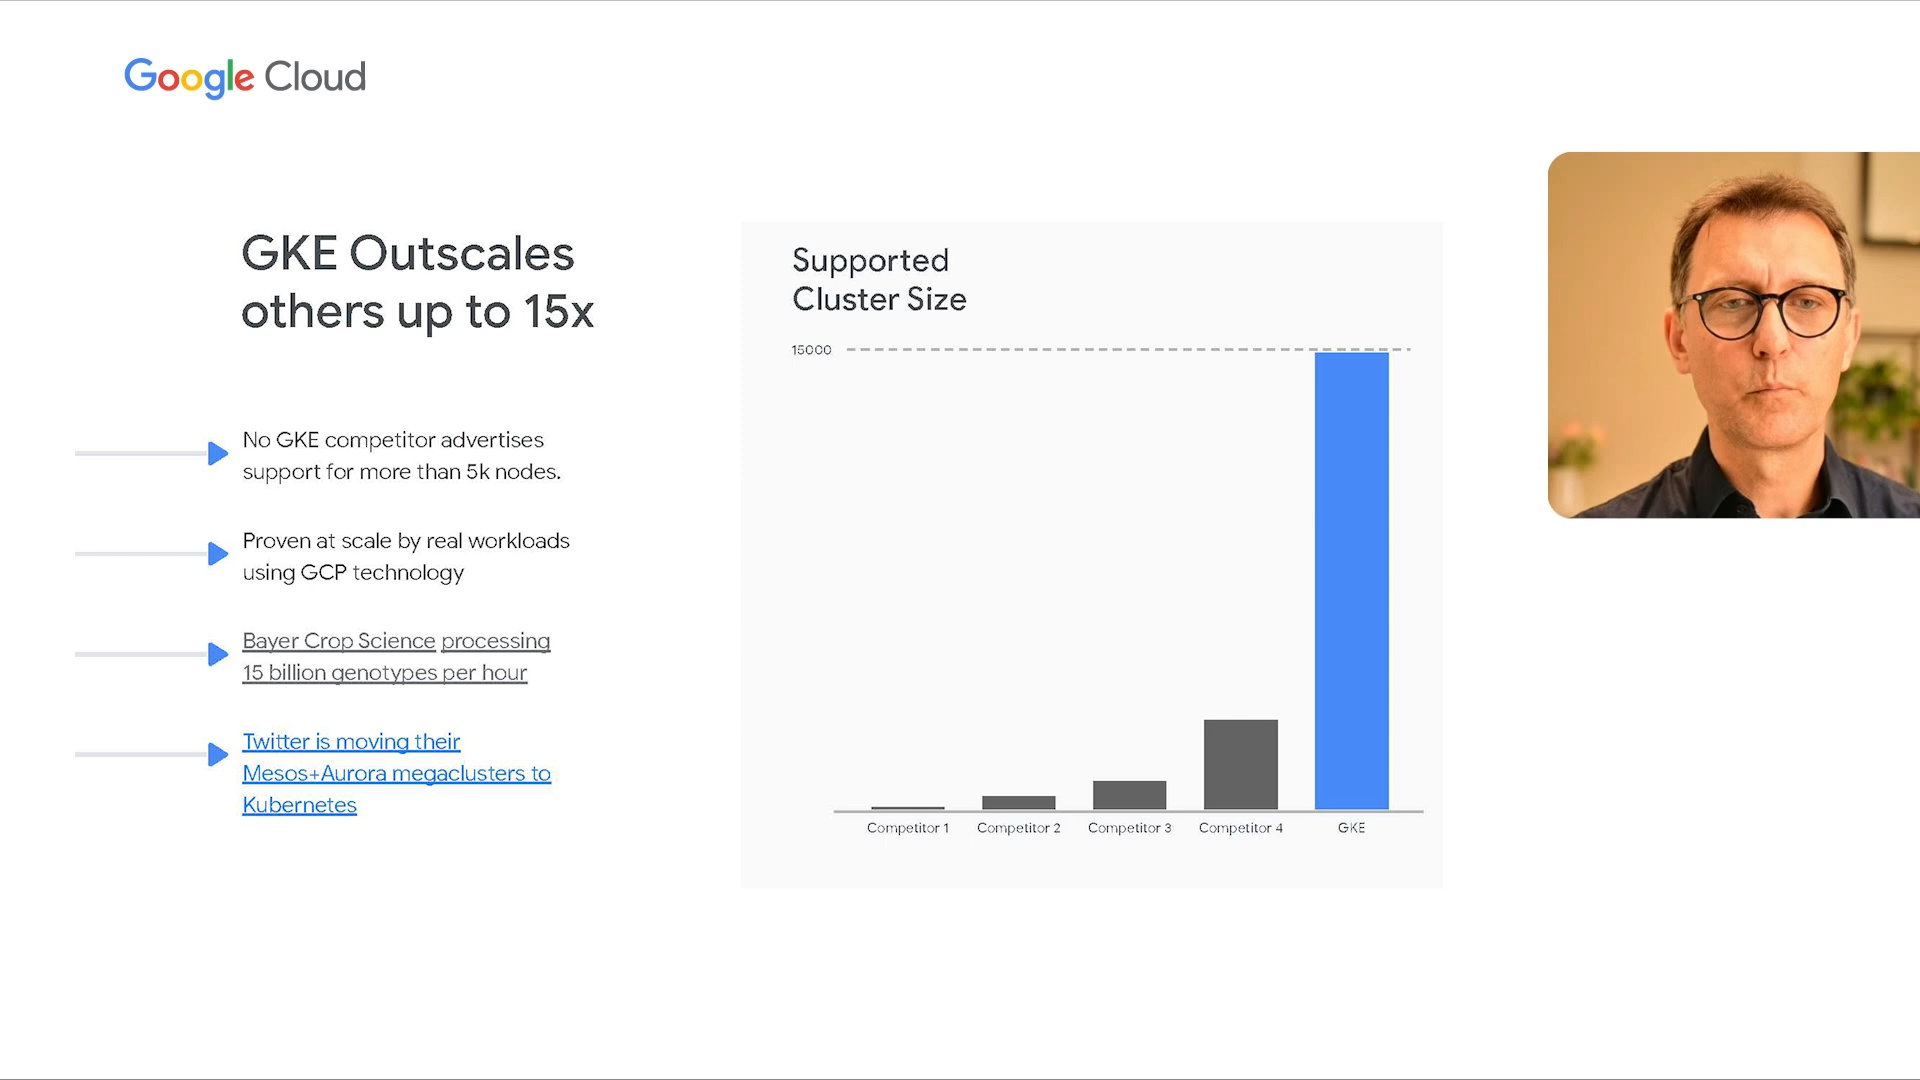 Google Cloud
GKE Outscales
others up to 15x
No GKE competitor advertises
support for more than 5k nodes.
Proven at scale by real workloads
using GCP technology
Bayer Crop Science processing
15 billion genotypes per hour
Twitter is moving their
Mesos+Aurora megaclusters to
Kubernetes
Supported
Cluster Size
15000
Competitor 1
Competitor 2
Competitor 3
Competitor 4
GKE